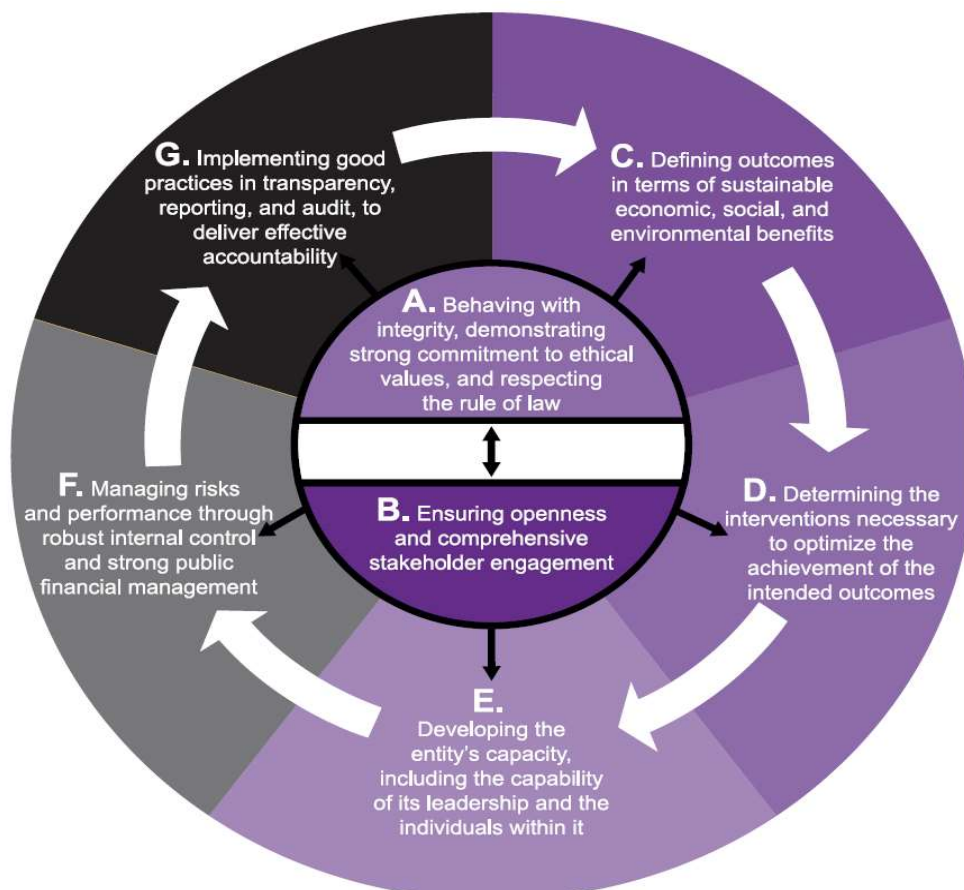 A. Behaving with
integrity, demonstrating
strong commitment to ethical
values, and respecting
the rule of law
B. Ensuring openness
and comprehensive
stakeholder engagement
C. Defining outcomes
in terms of sustainable
economic, social, and
environmental benefits
D. Determining the
interventions necessary
to optimize the
achievement of the
intended outcomes
E.
Developing the
entity's capacity,
including the capability
of its leadership and the
individuals within it
F. Managing risks
and performance through
robust internal control
and strong public
financial management
G. Implementing good
practices in transparency,
reporting, and audit, to
deliver effective
accountability